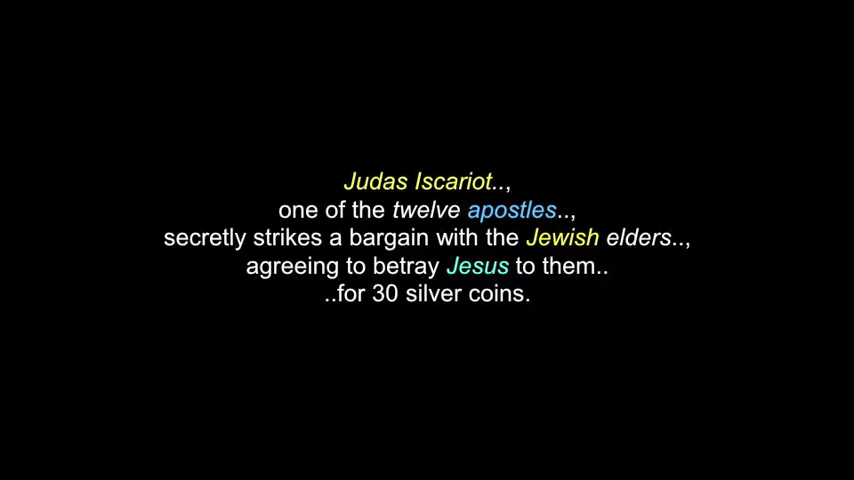 Judas Iscariot..,
one of the twelve apostles..,
secretly strikes a bargain with the Jewish elders..,
agreeing to betray Jesus to them..
..for 30 silver coins.